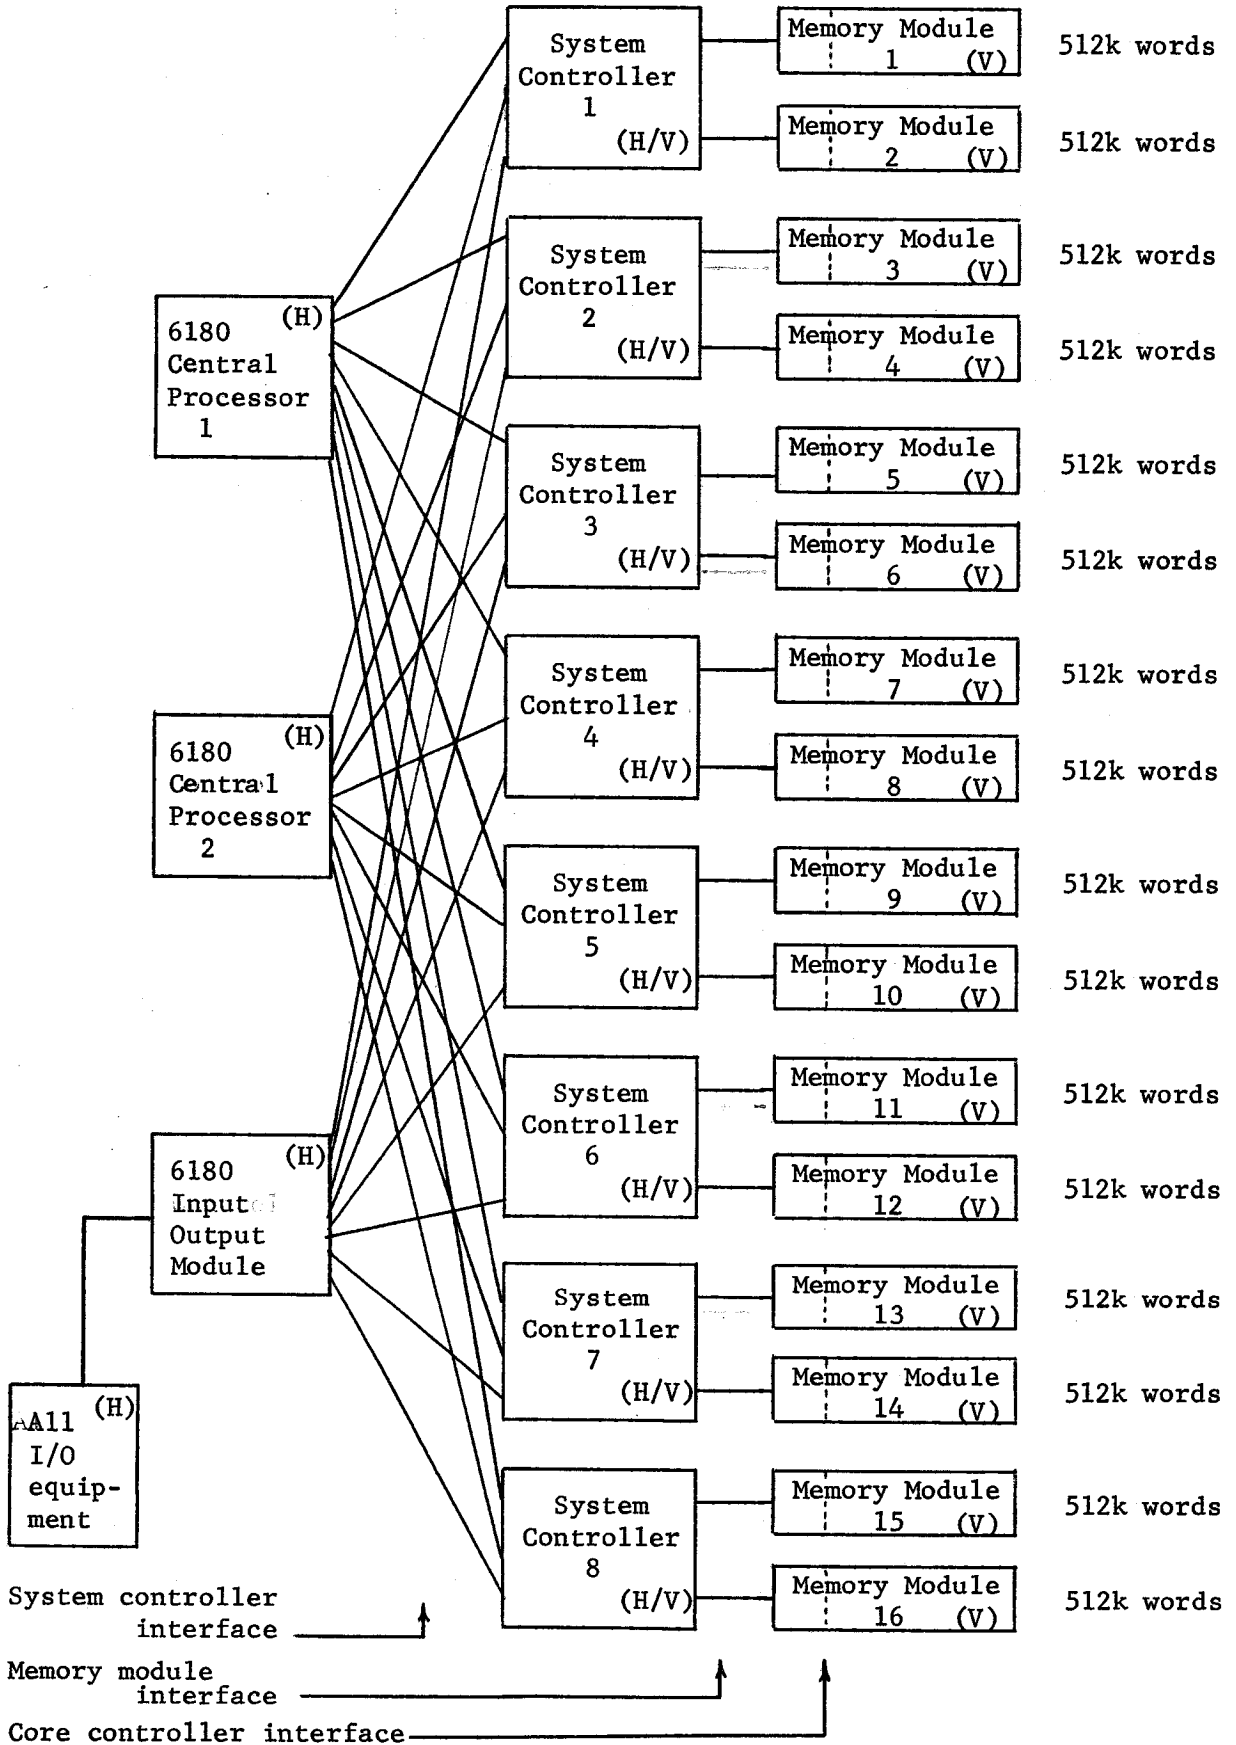 System
Controller
1
(H/V)
Memory Module
1 (V)
512k words
Memory Module
2 (V)
512k words
System
Controller
2
(H/V)
Memory Module
3 (V)
512k words
Memory Module
4 (V)
512k words
System
Controller
3
(H/V)
Memory Module
5 (V)
512k words
Memory Module
6 (V)
512k words
System
Controller
4
(H/V)
Memory Module
7 (V)
512k words
Memory Module
8 (V)
512k words
System
Controller
5
(H/V)
Memory Module
9 (V)
512k words
Memory Module
10 (V)
512k words
System
Controller
6
(H/V)
Memory Module
11 (V)
512k words
Memory Module
12 (V)
512k words
System
Controller
7
(H/V)
Memory Module
13 (V)
512k words
Memory Module
14 (V)
512k words
System
Controller
8
(H/V)
Memory Module
15 (V)
512k words
Memory Module
16 (V)
512k words
(H)
6180
Central
Processor
1
(H)
6180
Central
Processor
2
(H)
6180
Input
Output
Module
(H)
All
I/O
equip-
ment
System controller
interface
Memory module
interface
Core controller interface